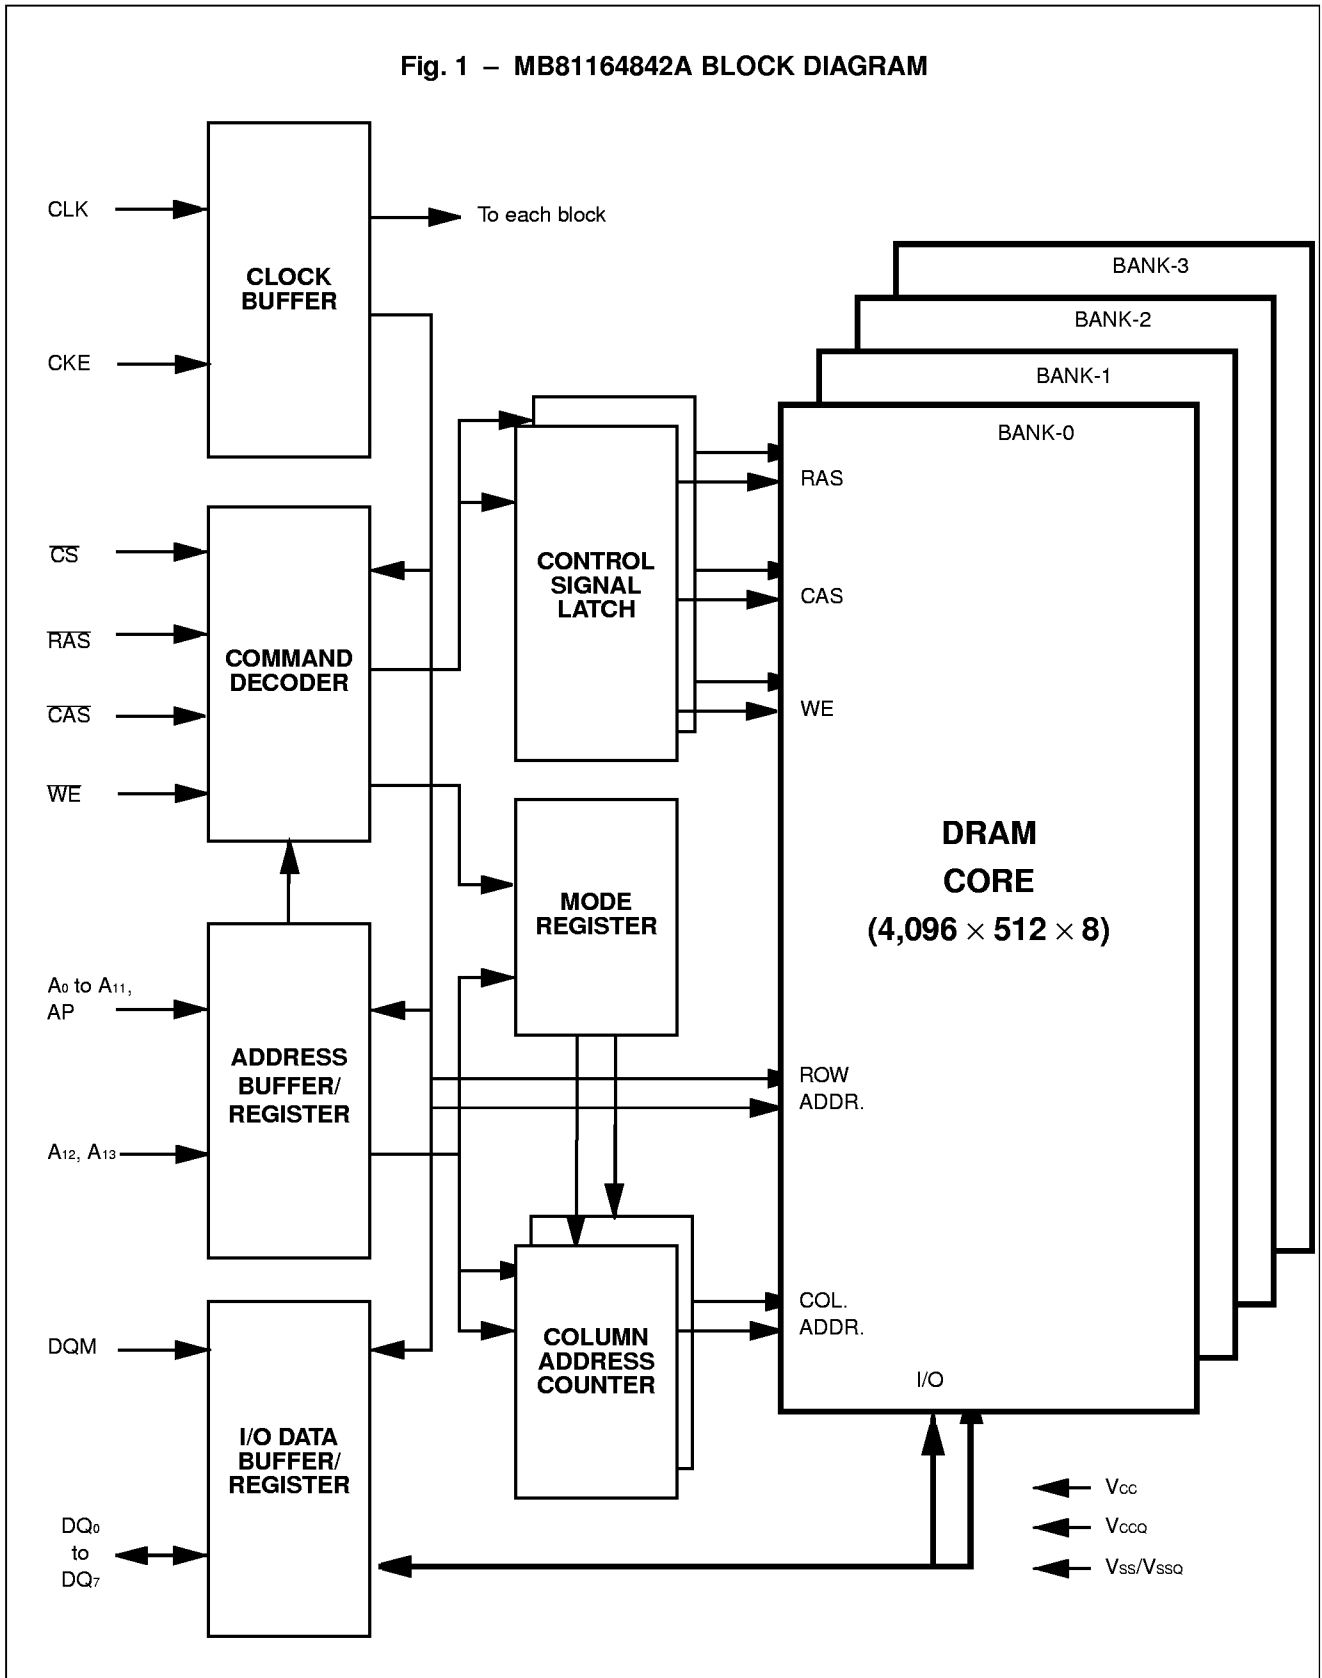 Fig. 1 – MB81164842A BLOCK DIAGRAM
CLK
CKE
CLOCK
BUFFER
To each block
CS
RAS
CAS
WE
COMMAND
DECODER
A0 to A11,
AP
A12, A13
ADDRESS
BUFFER/
REGISTER
DQM
DQ0
to
DQ7
I/O DATA
BUFFER/
REGISTER
CONTROL
SIGNAL
LATCH
MODE
REGISTER
COLUMN
ADDRESS
COUNTER
BANK-3
BANK-2
BANK-1
BANK-0
RAS
CAS
WE
DRAM
CORE
(4,096 × 512 × 8)
ROW
ADDR.
COL.
ADDR.
I/O
VCC
VCCQ
VSS/VSSQ